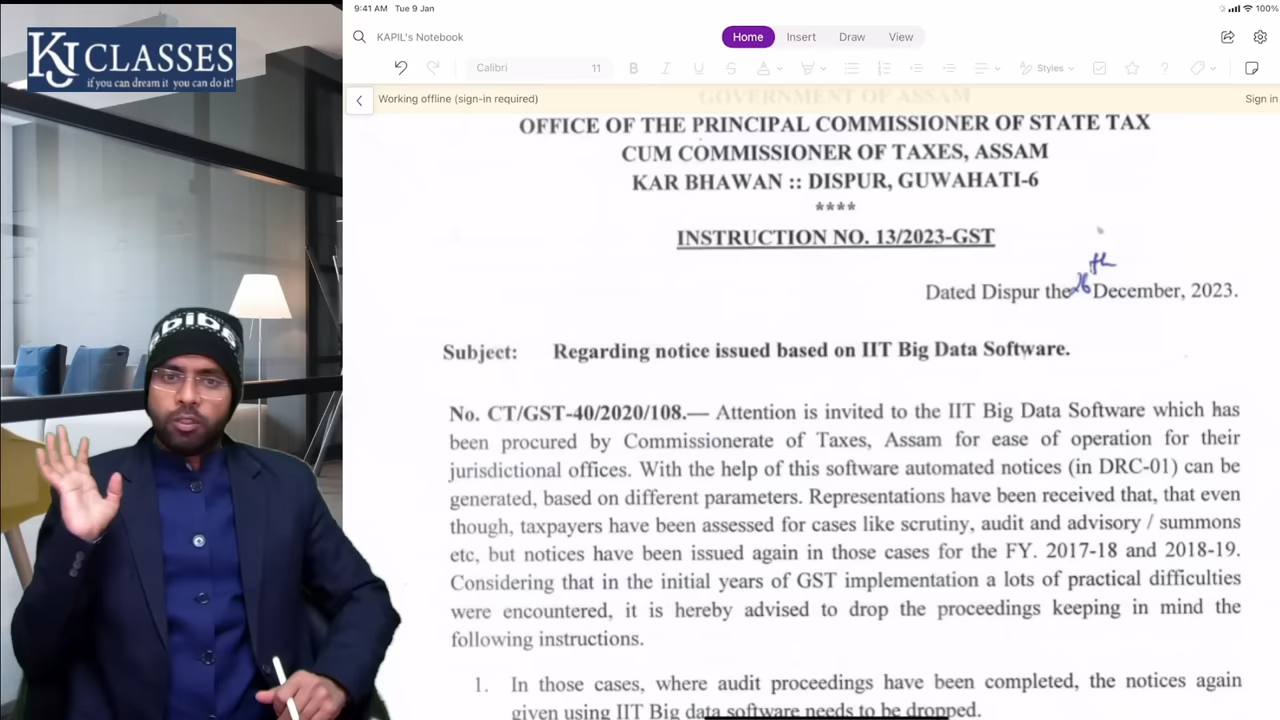 KJ CLASSES
if you can dream it you can do it!
9:41 AM Tue 9 Jan
100%
KAPIL's Notebook
Home Insert Draw View
Calibri 11
B I U S A Styles ?
Working offline (sign-in required)
Sign in
GOVERNMENT OF ASSAM
OFFICE OF THE PRINCIPAL COMMISSIONER OF STATE TAX
CUM COMMISSIONER OF TAXES, ASSAM
KAR BHAWAN :: DISPUR, GUWAHATI-6
****
INSTRUCTION NO. 13/2023-GST
Dated Dispur the 26th December, 2023.
Subject: Regarding notice issued based on IIT Big Data Software.
No. CT/GST-40/2020/108.— Attention is invited to the IIT Big Data Software which has
been procured by Commissionerate of Taxes, Assam for ease of operation for their
jurisdictional offices. With the help of this software automated notices (in DRC-01) can be
generated, based on different parameters. Representations have been received that, that even
though, taxpayers have been assessed for cases like scrutiny, audit and advisory / summons
etc, but notices have been issued again in those cases for the FY. 2017-18 and 2018-19.
Considering that in the initial years of GST implementation a lots of practical difficulties
were encountered, it is hereby advised to drop the proceedings keeping in mind the
following instructions.
1. In those cases, where audit proceedings have been completed, the notices again
given using IIT Big data software needs to be dropped.